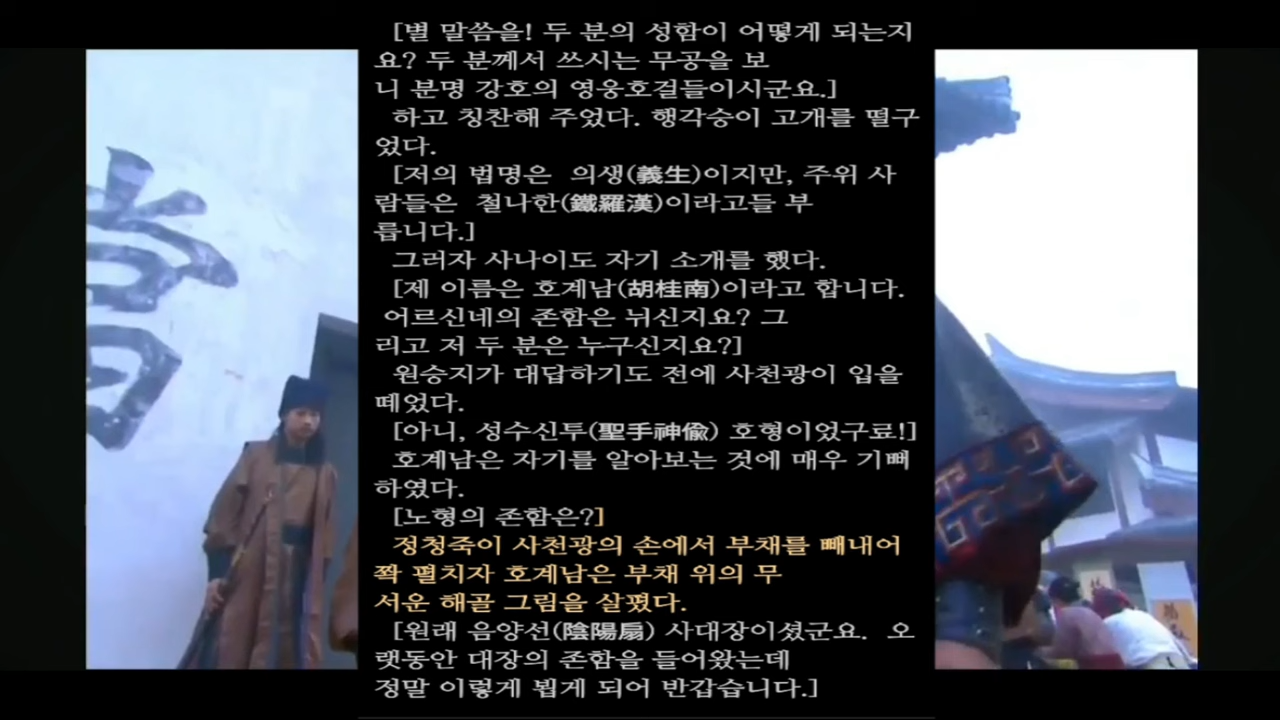 [별 말씀을! 두 분의 성함이 어떻게 되는지
요? 두 분께서 쓰시는 무공을 보
니 분명 강호의 영웅호걸들이시군요.]
하고 칭찬해 주었다. 행각승이 고개를 떨구
었다.
[저의 법명은  의생(義生)이지만, 주위 사
람들은  철나한(鐵羅漢)이라고들 부
릅니다.]
그러자 사나이도 자기 소개를 했다.
[제 이름은 호계남(胡桂南)이라고 합니다.
어르신네의 존함은 뉘신지요? 그
리고 저 두 분은 누구신지요?]
원승지가 대답하기도 전에 사천광이 입을
떼었다.
[아니, 성수신투(聖手神偸) 호형이었구료!]
호계남은 자기를 알아보는 것에 매우 기뻐
하였다.
[노형의 존함은?]
정청죽이 사천광의 손에서 부채를 빼내어
쫙 펼치자 호계남은 부채 위의 무
서운 해골 그림을 살폈다.
[원래 음양선(陰陽扇) 사대장이셨군요.  오
랫동안 대장의 존함을 들어왔는데
정말 이렇게 뵙게 되어 반갑습니다.]
當